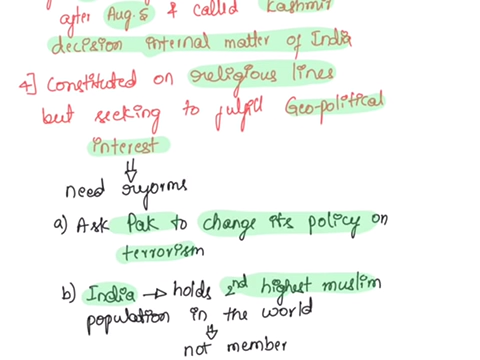 after Aug. 5 & called Kashmir
decision internal matter of India
4] Constituted on religious lines
but seeking to fulfill Geo-political
interest
need reforms
a) Ask Pak to change its policy on
terrorism
b) India → holds 2nd highest muslim
population in the world
not member